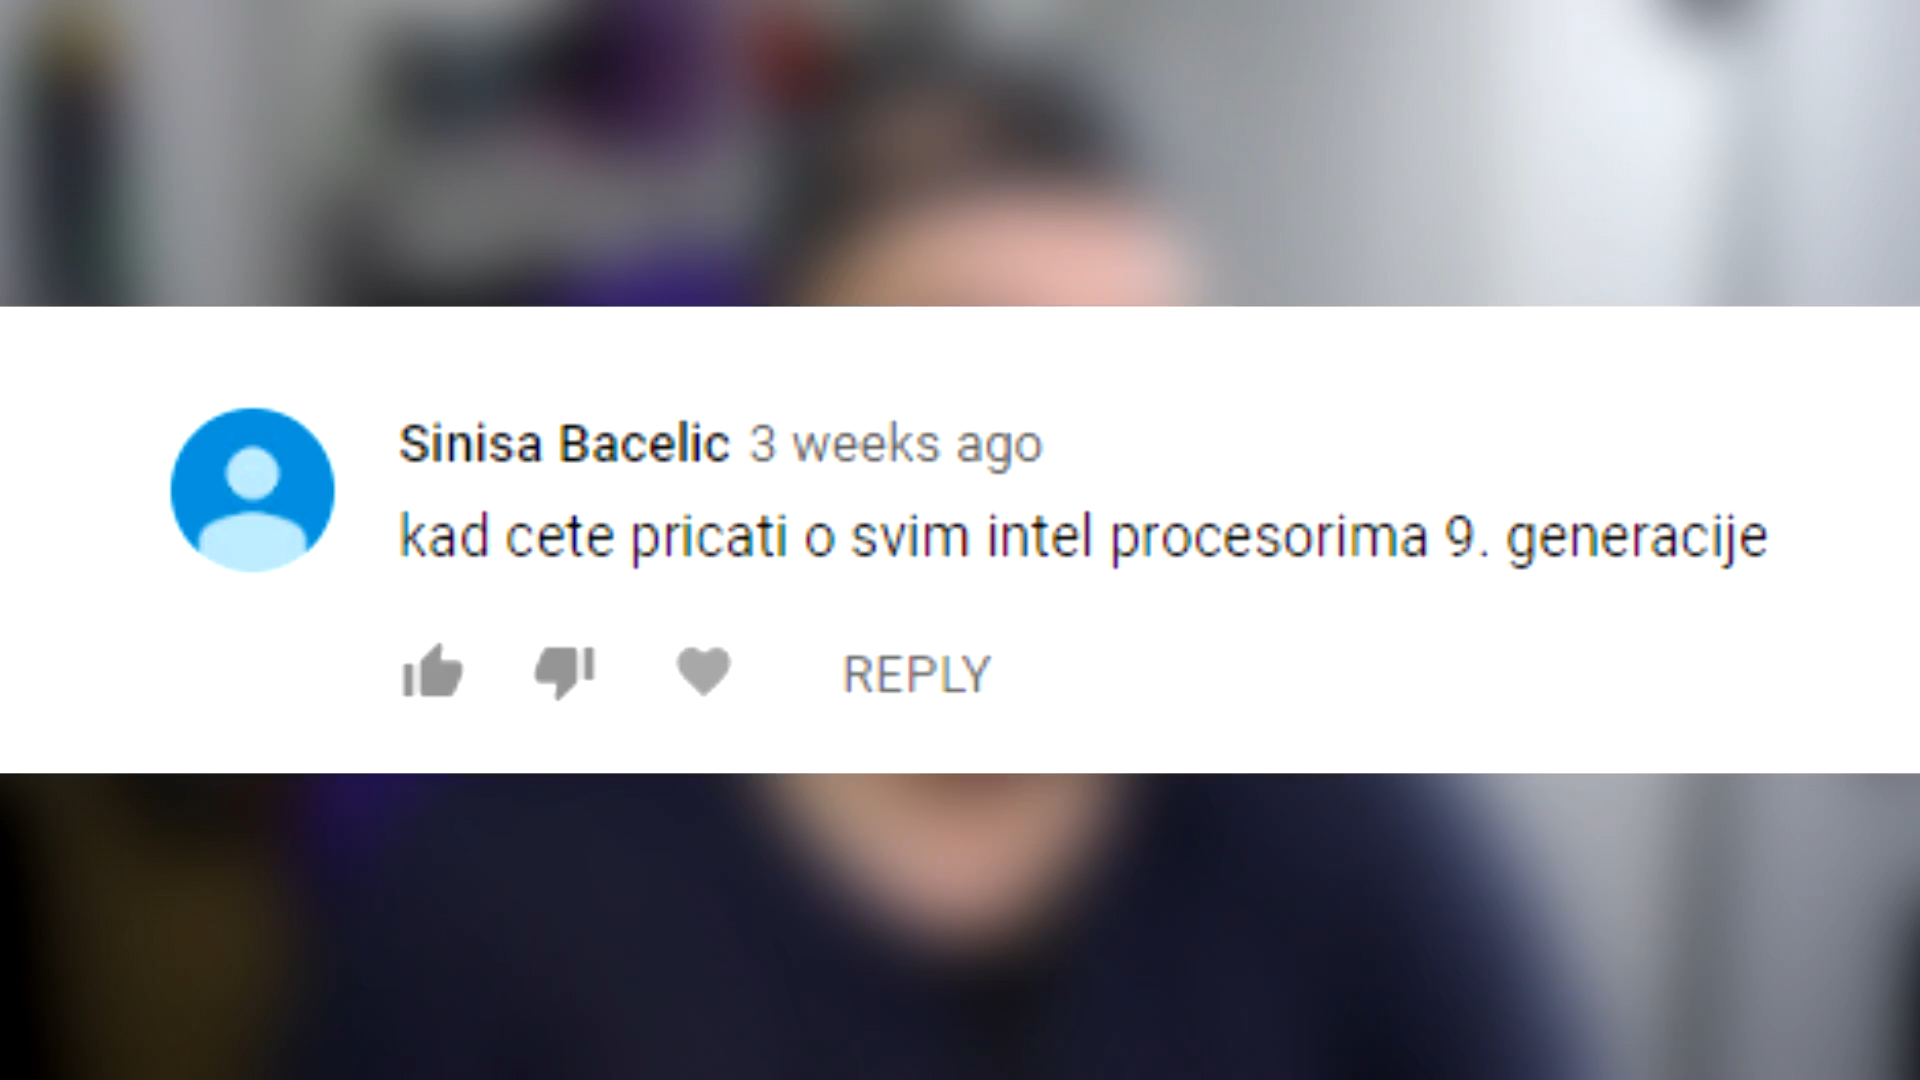 Sinisa Bacelic 3 weeks ago
kad cete pricati o svim intel procesorima 9. generacije
REPLY